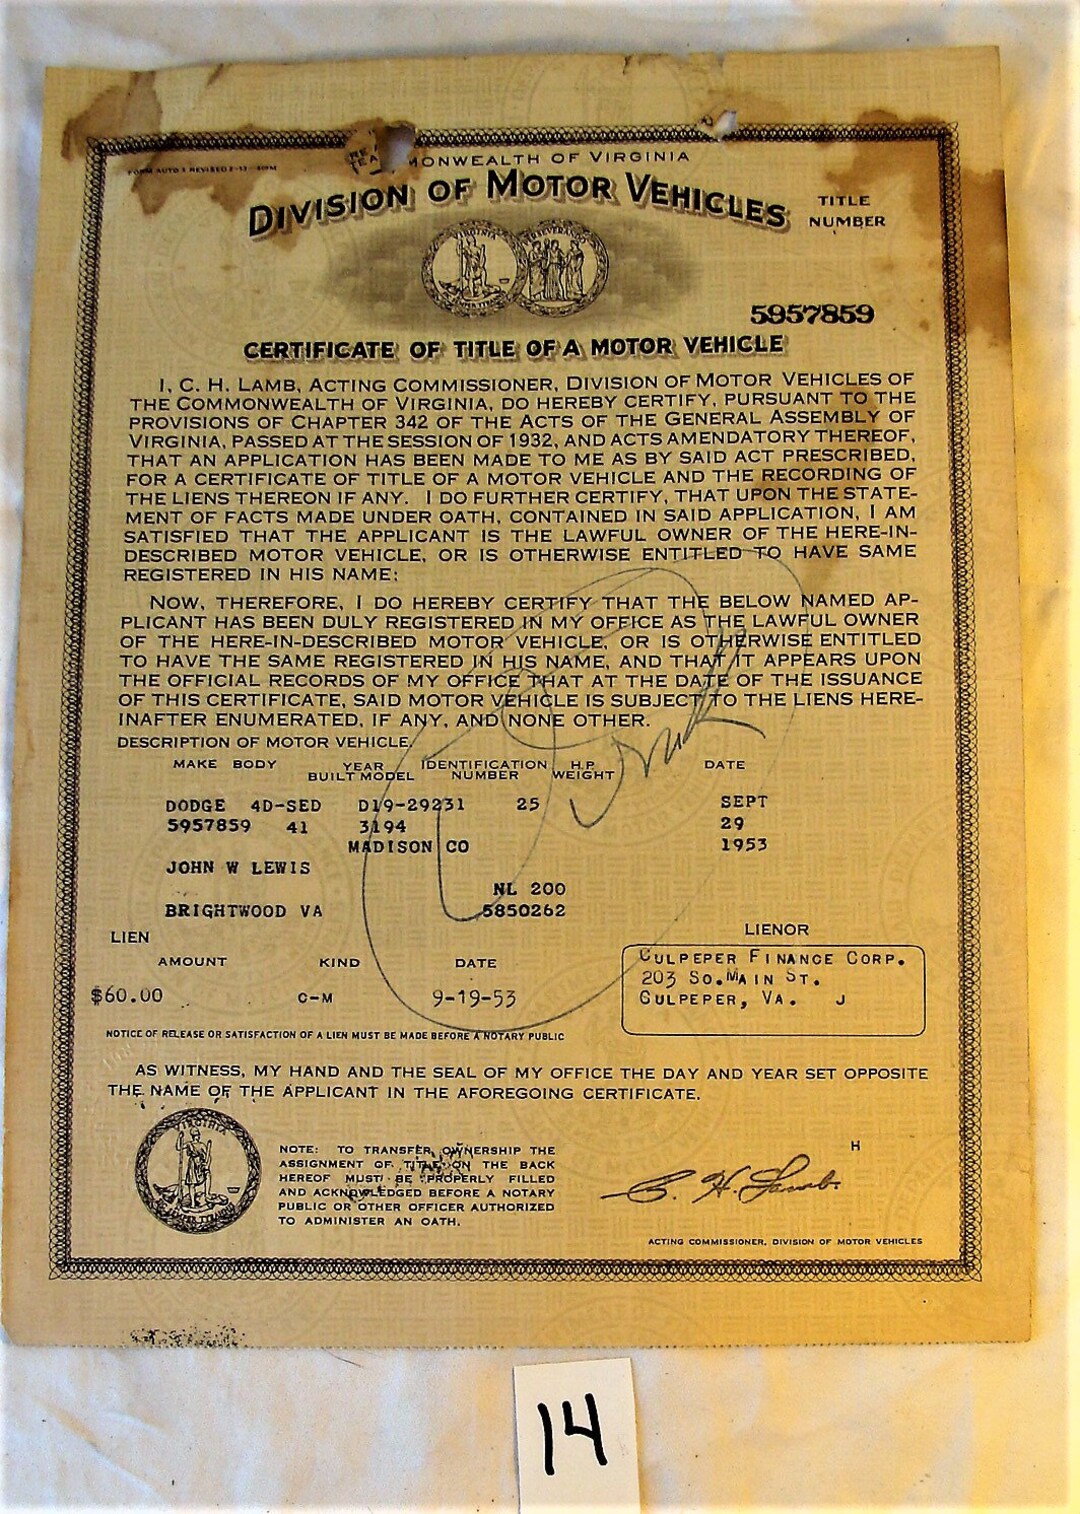 MONWEALTH OF VIRGINIA
DIVISION OF MOTOR VEHICLES
TITLE
NUMBER
VIRGINIA
PERSEVERANDO
5957859
CERTIFICATE OF TITLE OF A MOTOR VEHICLE
I, C. H. LAMB, ACTING COMMISSIONER, DIVISION OF MOTOR VEHICLES OF
THE COMMONWEALTH OF VIRGINIA, DO HEREBY CERTIFY, PURSUANT TO THE
PROVISIONS OF CHAPTER 342 OF THE ACTS OF THE GENERAL ASSEMBLY OF
VIRGINIA, PASSED AT THE SESSION OF 1932, AND ACTS AMENDATORY THEREOF,
THAT AN APPLICATION HAS BEEN MADE TO ME AS BY SAID ACT PRESCRIBED,
FOR A CERTIFICATE OF TITLE OF A MOTOR VEHICLE AND THE RECORDING OF
THE LIENS THEREON IF ANY. I DO FURTHER CERTIFY, THAT UPON THE STATE-
MENT OF FACTS MADE UNDER OATH, CONTAINED IN SAID APPLICATION, I AM
SATISFIED THAT THE APPLICANT IS THE LAWFUL OWNER OF THE HERE-IN-
DESCRIBED MOTOR VEHICLE, OR IS OTHERWISE ENTITLED TO HAVE SAME
REGISTERED IN HIS NAME;
NOW, THEREFORE, I DO HEREBY CERTIFY THAT THE BELOW NAMED AP-
PLICANT HAS BEEN DULY REGISTERED IN MY OFFICE AS THE LAWFUL OWNER
OF THE HERE-IN-DESCRIBED MOTOR VEHICLE, OR IS OTHERWISE ENTITLED
TO HAVE THE SAME REGISTERED IN HIS NAME, AND THAT IT APPEARS UPON
THE OFFICIAL RECORDS OF MY OFFICE THAT AT THE DATE OF THE ISSUANCE
OF THIS CERTIFICATE, SAID MOTOR VEHICLE IS SUBJECT TO THE LIENS HERE-
INAFTER ENUMERATED, IF ANY, AND NONE OTHER.
DESCRIPTION OF MOTOR VEHICLE.
MAKE BODY YEAR BUILT MODEL IDENTIFICATION NUMBER H.P. WEIGHT DATE
DODGE 4D-SED D19-29231 25 SEPT
5957859 41 3194 29
MADISON CO 1953
JOHN W LEWIS
NL 200
BRIGHTWOOD VA 5850262
LIEN LIENOR
AMOUNT KIND DATE
CULPEPER FINANCE CORP.
203 SO.MAIN ST.
CULPEPER, VA. J
$60.00 C-M 9-19-53
NOTICE OF RELEASE OR SATISFACTION OF A LIEN MUST BE MADE BEFORE A NOTARY PUBLIC
AS WITNESS, MY HAND AND THE SEAL OF MY OFFICE THE DAY AND YEAR SET OPPOSITE
THE NAME OF THE APPLICANT IN THE AFOREGOING CERTIFICATE.
VIRGINIA
NOTE: TO TRANSFER OWNERSHIP THE
ASSIGNMENT OF TITLE ON THE BACK
HEREOF MUST BE PROPERLY FILLED
AND ACKNOWLEDGED BEFORE A NOTARY
PUBLIC OR OTHER OFFICER AUTHORIZED
TO ADMINISTER AN OATH.
H
C. H. Lamb
ACTING COMMISSIONER, DIVISION OF MOTOR VEHICLES
14